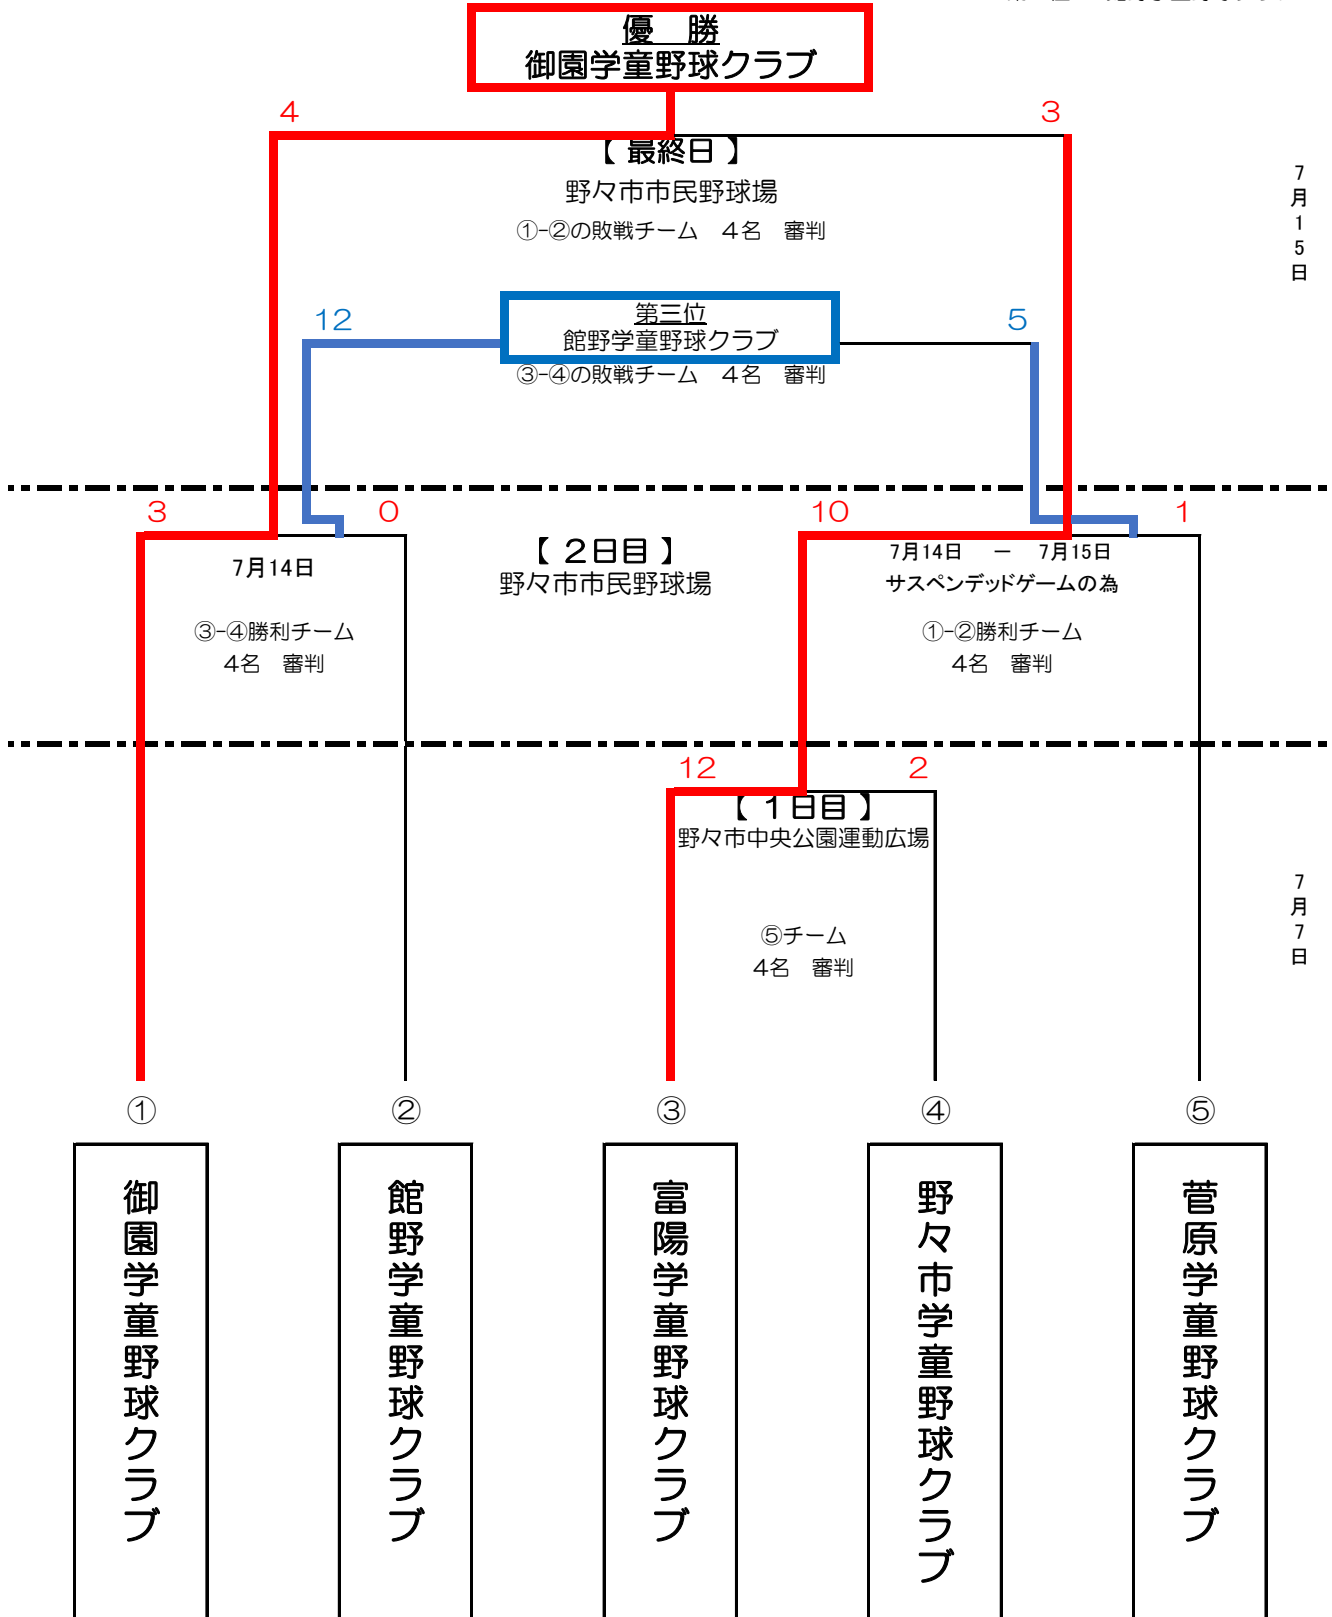 優　勝
御園学童野球クラブ
4
3
【 最終日 】
野々市市民野球場
①-②の敗戦チーム　4名　審判
7月15日
12
5
第三位
館野学童野球クラブ
③-④の敗戦チーム　4名　審判
3
0
10
1
7月14日
【 2日目 】
野々市市民野球場
7月14日　－　7月15日
サスペンデッドゲームの為
③-④勝利チーム
4名　審判
①-②勝利チーム
4名　審判
12
2
【 1日目 】
野々市中央公園運動広場
7月7日
⑤チーム
4名　審判
①
②
③
④
⑤
御園学童野球クラブ
館野学童野球クラブ
富陽学童野球クラブ
野々市学童野球クラブ
菅原学童野球クラブ